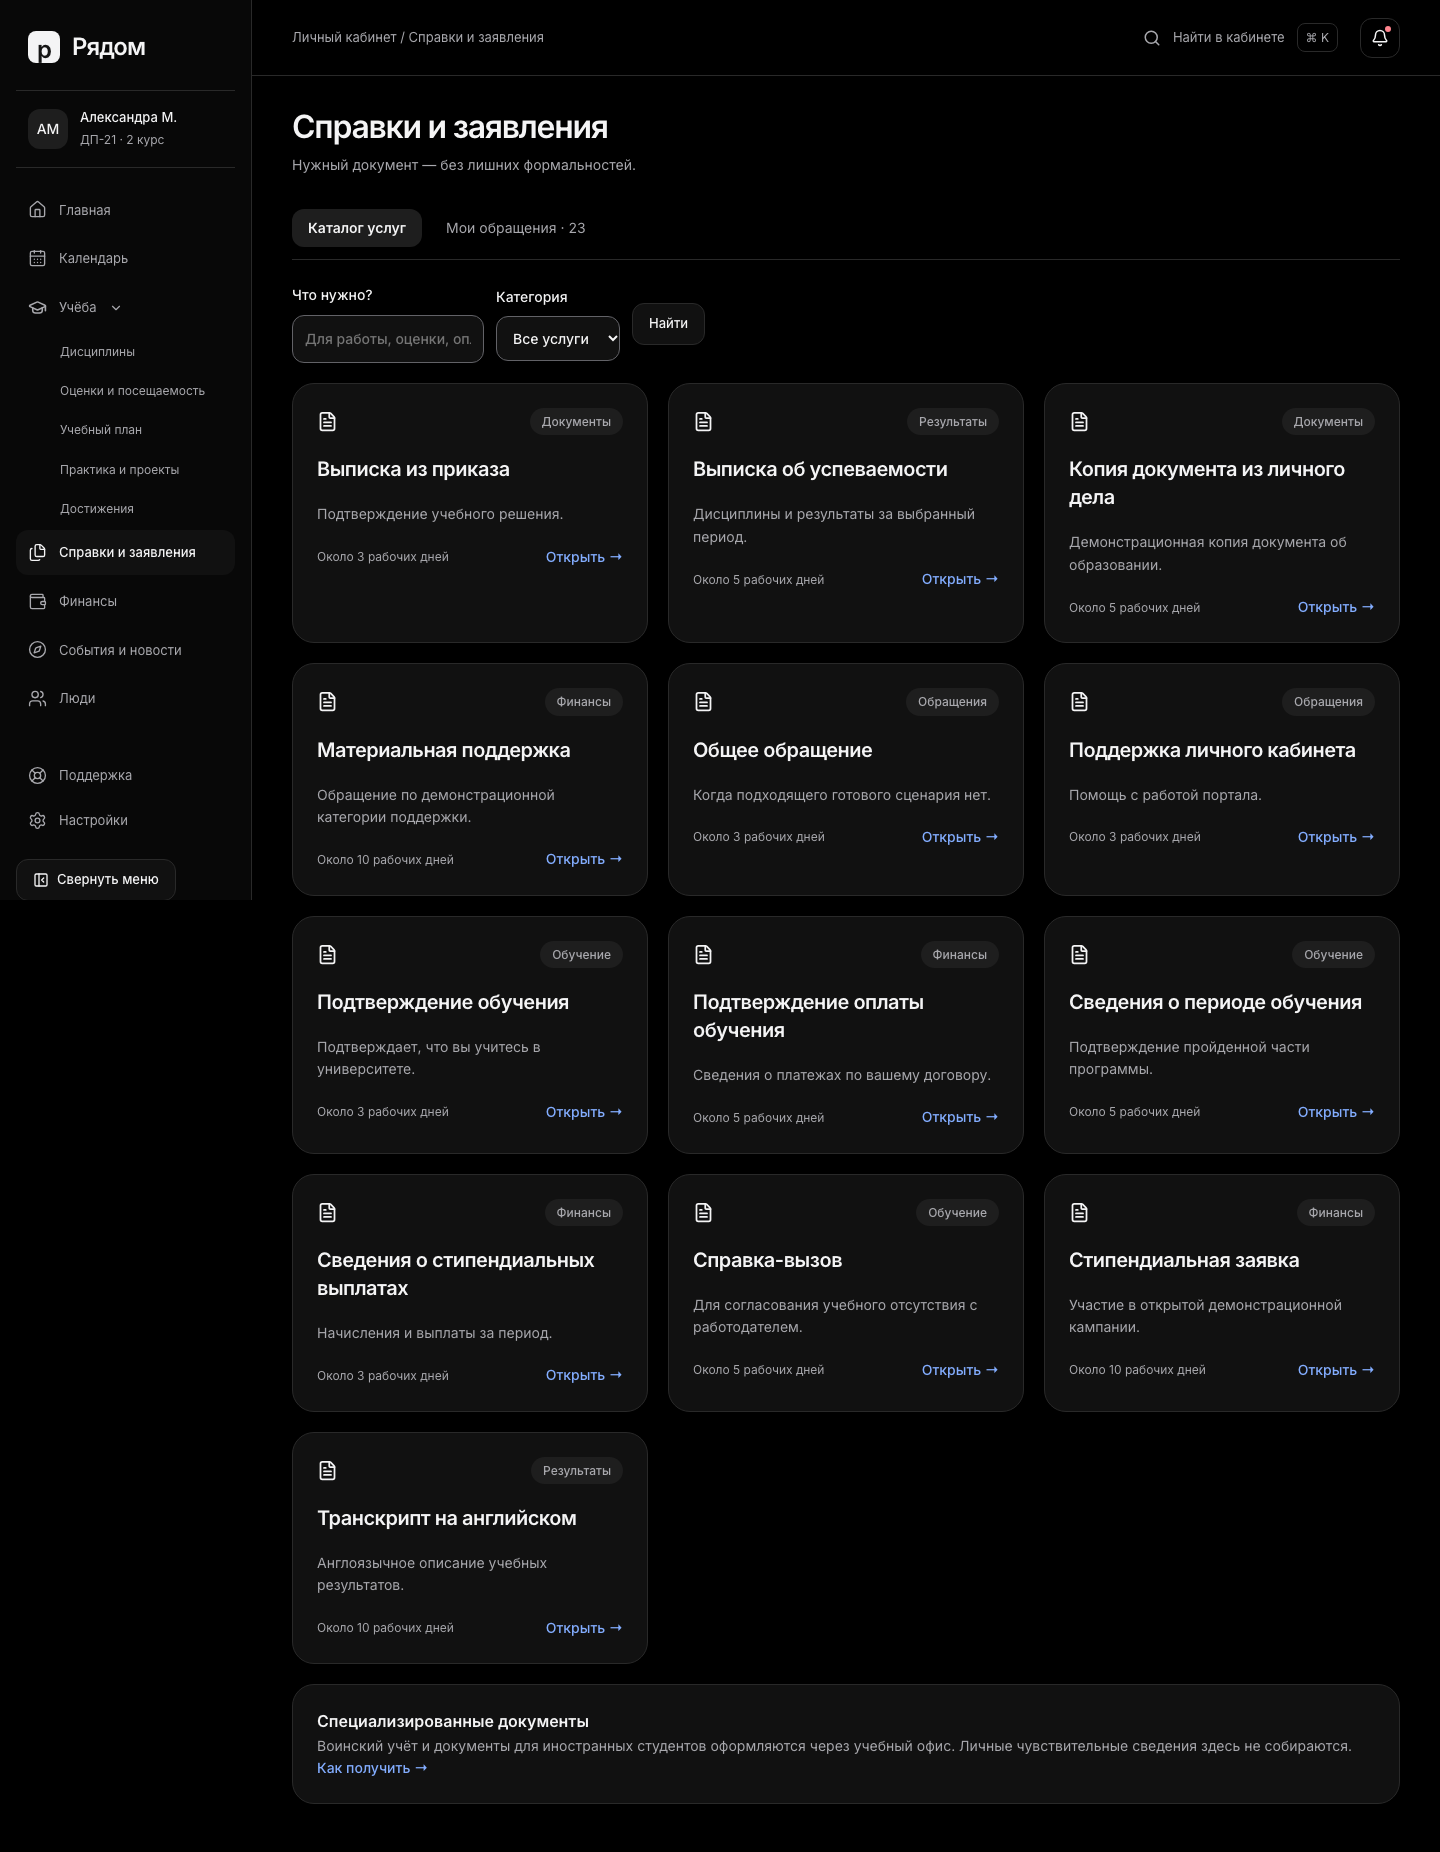 р Рядом
АМ
Александра М.
ДП-21 · 2 курс
Главная
Календарь
Учёба
Дисциплины
Оценки и посещаемость
Учебный план
Практика и проекты
Достижения
Справки и заявления
Финансы
События и новости
Люди
Поддержка
Настройки
Свернуть меню
Личный кабинет / Справки и заявления
Найти в кабинете ⌘ K
Справки и заявления
Нужный документ — без лишних формальностей.
Каталог услуг
Мои обращения · 23
Что нужно?
Для работы, оценки, оп.
Категория
Все услуги
Найти
Документы
Выписка из приказа
Подтверждение учебного решения.
Около 3 рабочих дней
Открыть →
Результаты
Выписка об успеваемости
Дисциплины и результаты за выбранный
период.
Около 5 рабочих дней
Открыть →
Документы
Копия документа из личного
дела
Демонстрационная копия документа об
образовании.
Около 5 рабочих дней
Открыть →
Финансы
Материальная поддержка
Обращение по демонстрационной
категории поддержки.
Около 10 рабочих дней
Открыть →
Обращения
Общее обращение
Когда подходящего готового сценария нет.
Около 3 рабочих дней
Открыть →
Обращения
Поддержка личного кабинета
Помощь с работой портала.
Около 3 рабочих дней
Открыть →
Обучение
Подтверждение обучения
Подтверждает, что вы учитесь в
университете.
Около 3 рабочих дней
Открыть →
Финансы
Подтверждение оплаты
обучения
Сведения о платежах по вашему договору.
Около 5 рабочих дней
Открыть →
Обучение
Сведения о периоде обучения
Подтверждение пройденной части
программы.
Около 5 рабочих дней
Открыть →
Финансы
Сведения о стипендиальных
выплатах
Начисления и выплаты за период.
Около 3 рабочих дней
Открыть →
Обучение
Справка-вызов
Для согласования учебного отсутствия с
работодателем.
Около 5 рабочих дней
Открыть →
Финансы
Стипендиальная заявка
Участие в открытой демонстрационной
кампании.
Около 10 рабочих дней
Открыть →
Результаты
Транскрипт на английском
Англоязычное описание учебных
результатов.
Около 10 рабочих дней
Открыть →
Специализированные документы
Воинский учёт и документы для иностранных студентов оформляются через учебный офис. Личные чувствительные сведения здесь не собираются.
Как получить →